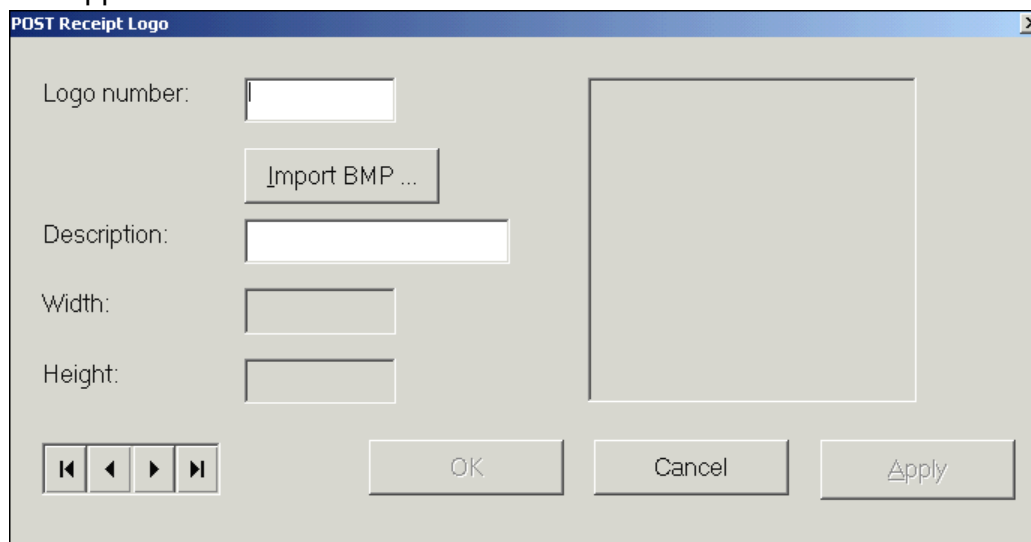 POST Receipt Logo
Logo number:
Import BMP ...
Description:
Width:
Height:
OK
Cancel
Apply